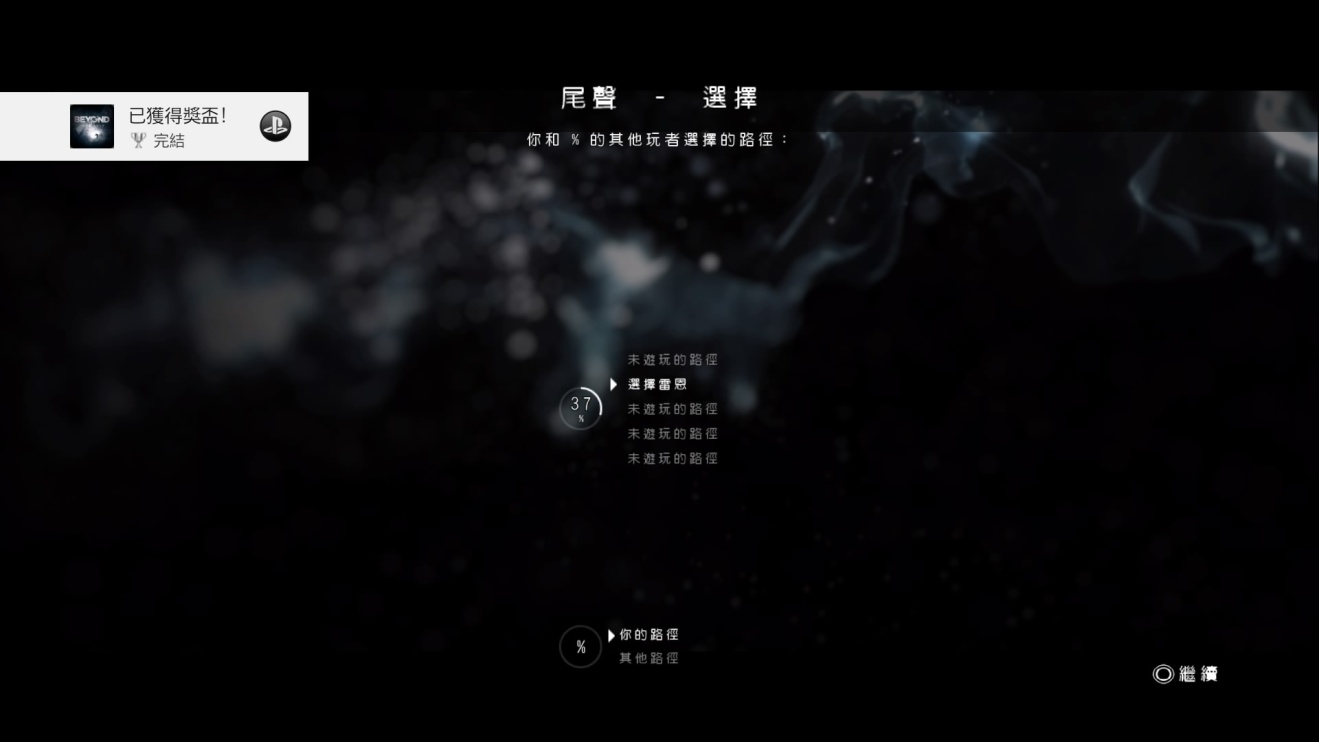 BEYOND
已獲得獎盃!
完結
尾聲 - 選擇
你和 % 的其他玩者選擇的路徑：
未遊玩的路徑
選擇雷恩
37
%
未遊玩的路徑
未遊玩的路徑
未遊玩的路徑
%
你的路徑
其他路徑
繼續